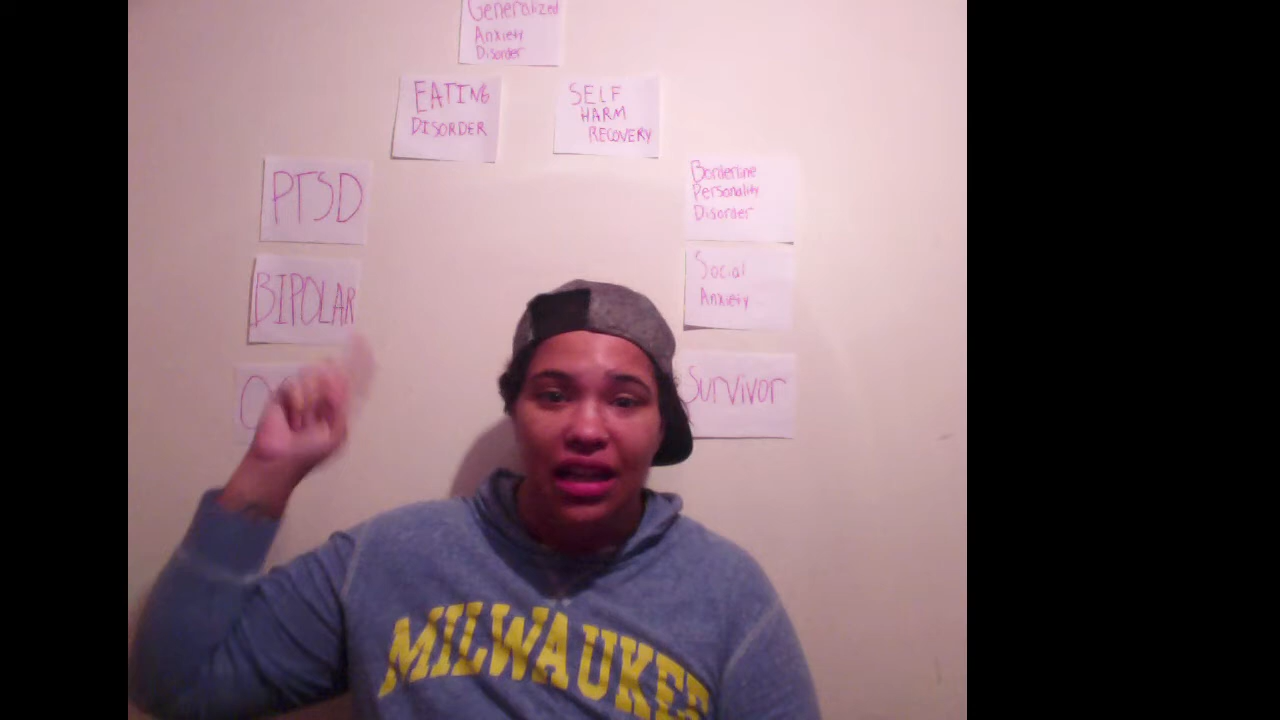 Generalized
Anxiety
Disorder
EATING
DISORDER
SELF
HARM
RECOVERY
PTSD
Borderline
Personality
Disorder
BIPOLAR
Social
Anxiety
Survivor
MILWAUKEE